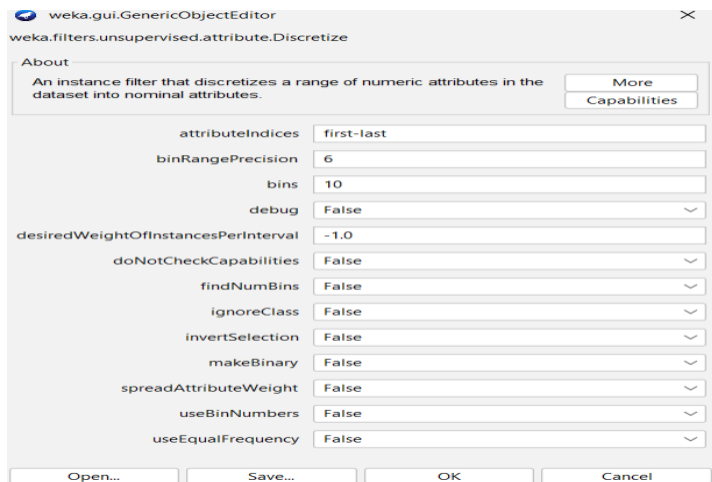 weka.gui.GenericObjectEditor
weka.filters.unsupervised.attribute.Discretize
About
An instance filter that discretizes a range of numeric attributes in the
dataset into nominal attributes.
More
Capabilities
attributeIndices first-last
binRangePrecision 6
bins 10
debug False
desiredWeightOfInstancesPerInterval -1.0
doNotCheckCapabilities False
findNumBins False
ignoreClass False
invertSelection False
makeBinary False
spreadAttributeWeight False
useBinNumbers False
useEqualFrequency False
Open... Save... OK Cancel